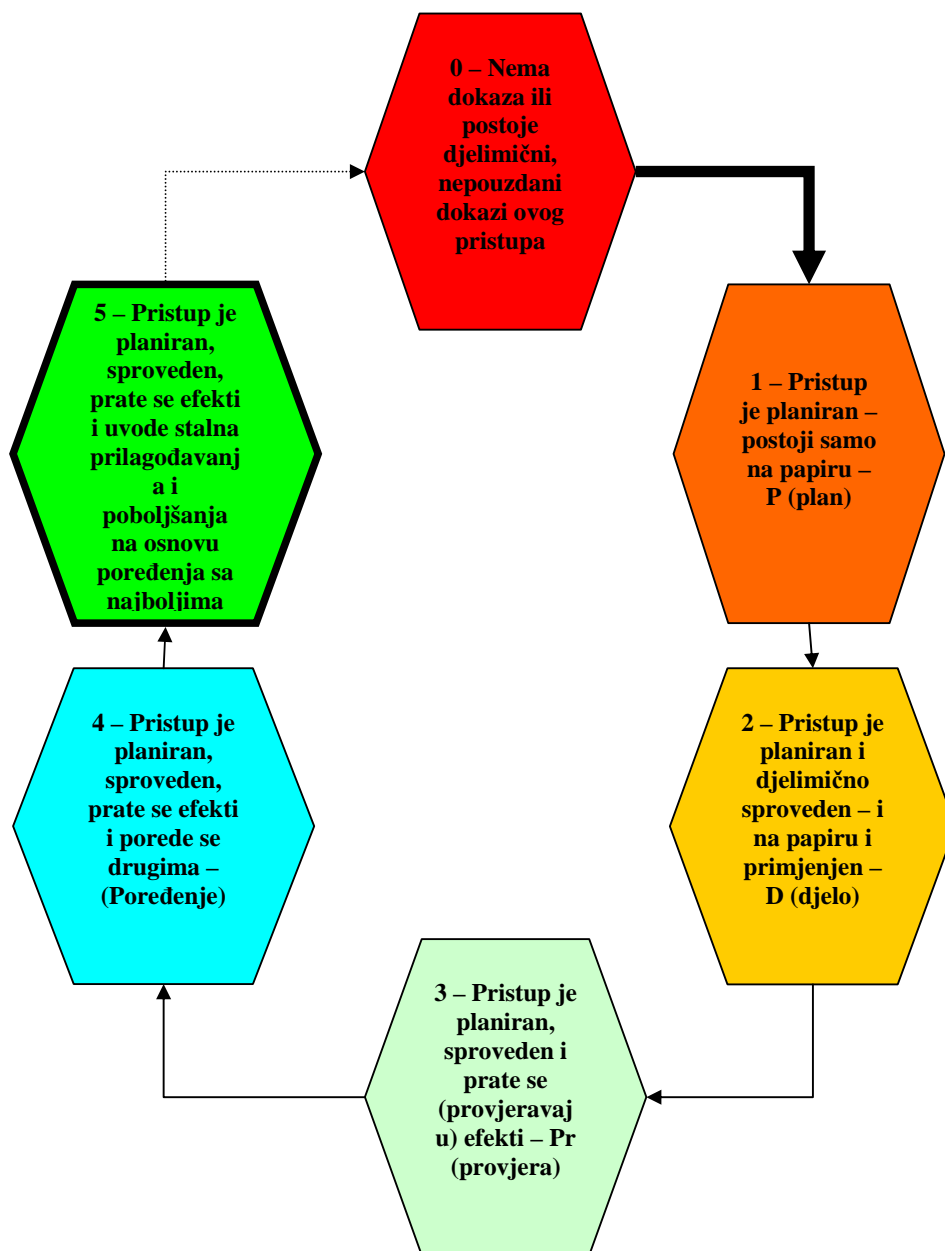 0 – Nema
dokaza ili
postoje
djelimični,
nepouzdani
dokazi ovog
pristupa
1 – Pristup
je planiran –
postoji samo
na papiru –
P (plan)
2 – Pristup je
planiran i
djelimično
sproveden – i
na papiru i
primjenjen –
D (djelo)
3 – Pristup je
planiran,
sproveden i
prate se
(provjeravaj
u) efekti – Pr
(provjera)
4 – Pristup je
planiran,
sproveden,
prate se efekti
i porede se
drugima –
(Poređenje)
5 – Pristup je
planiran,
sproveden,
prate se efekti
i uvode stalna
prilagođavanj
a i
poboljšanja
na osnovu
poređenja sa
najboljima